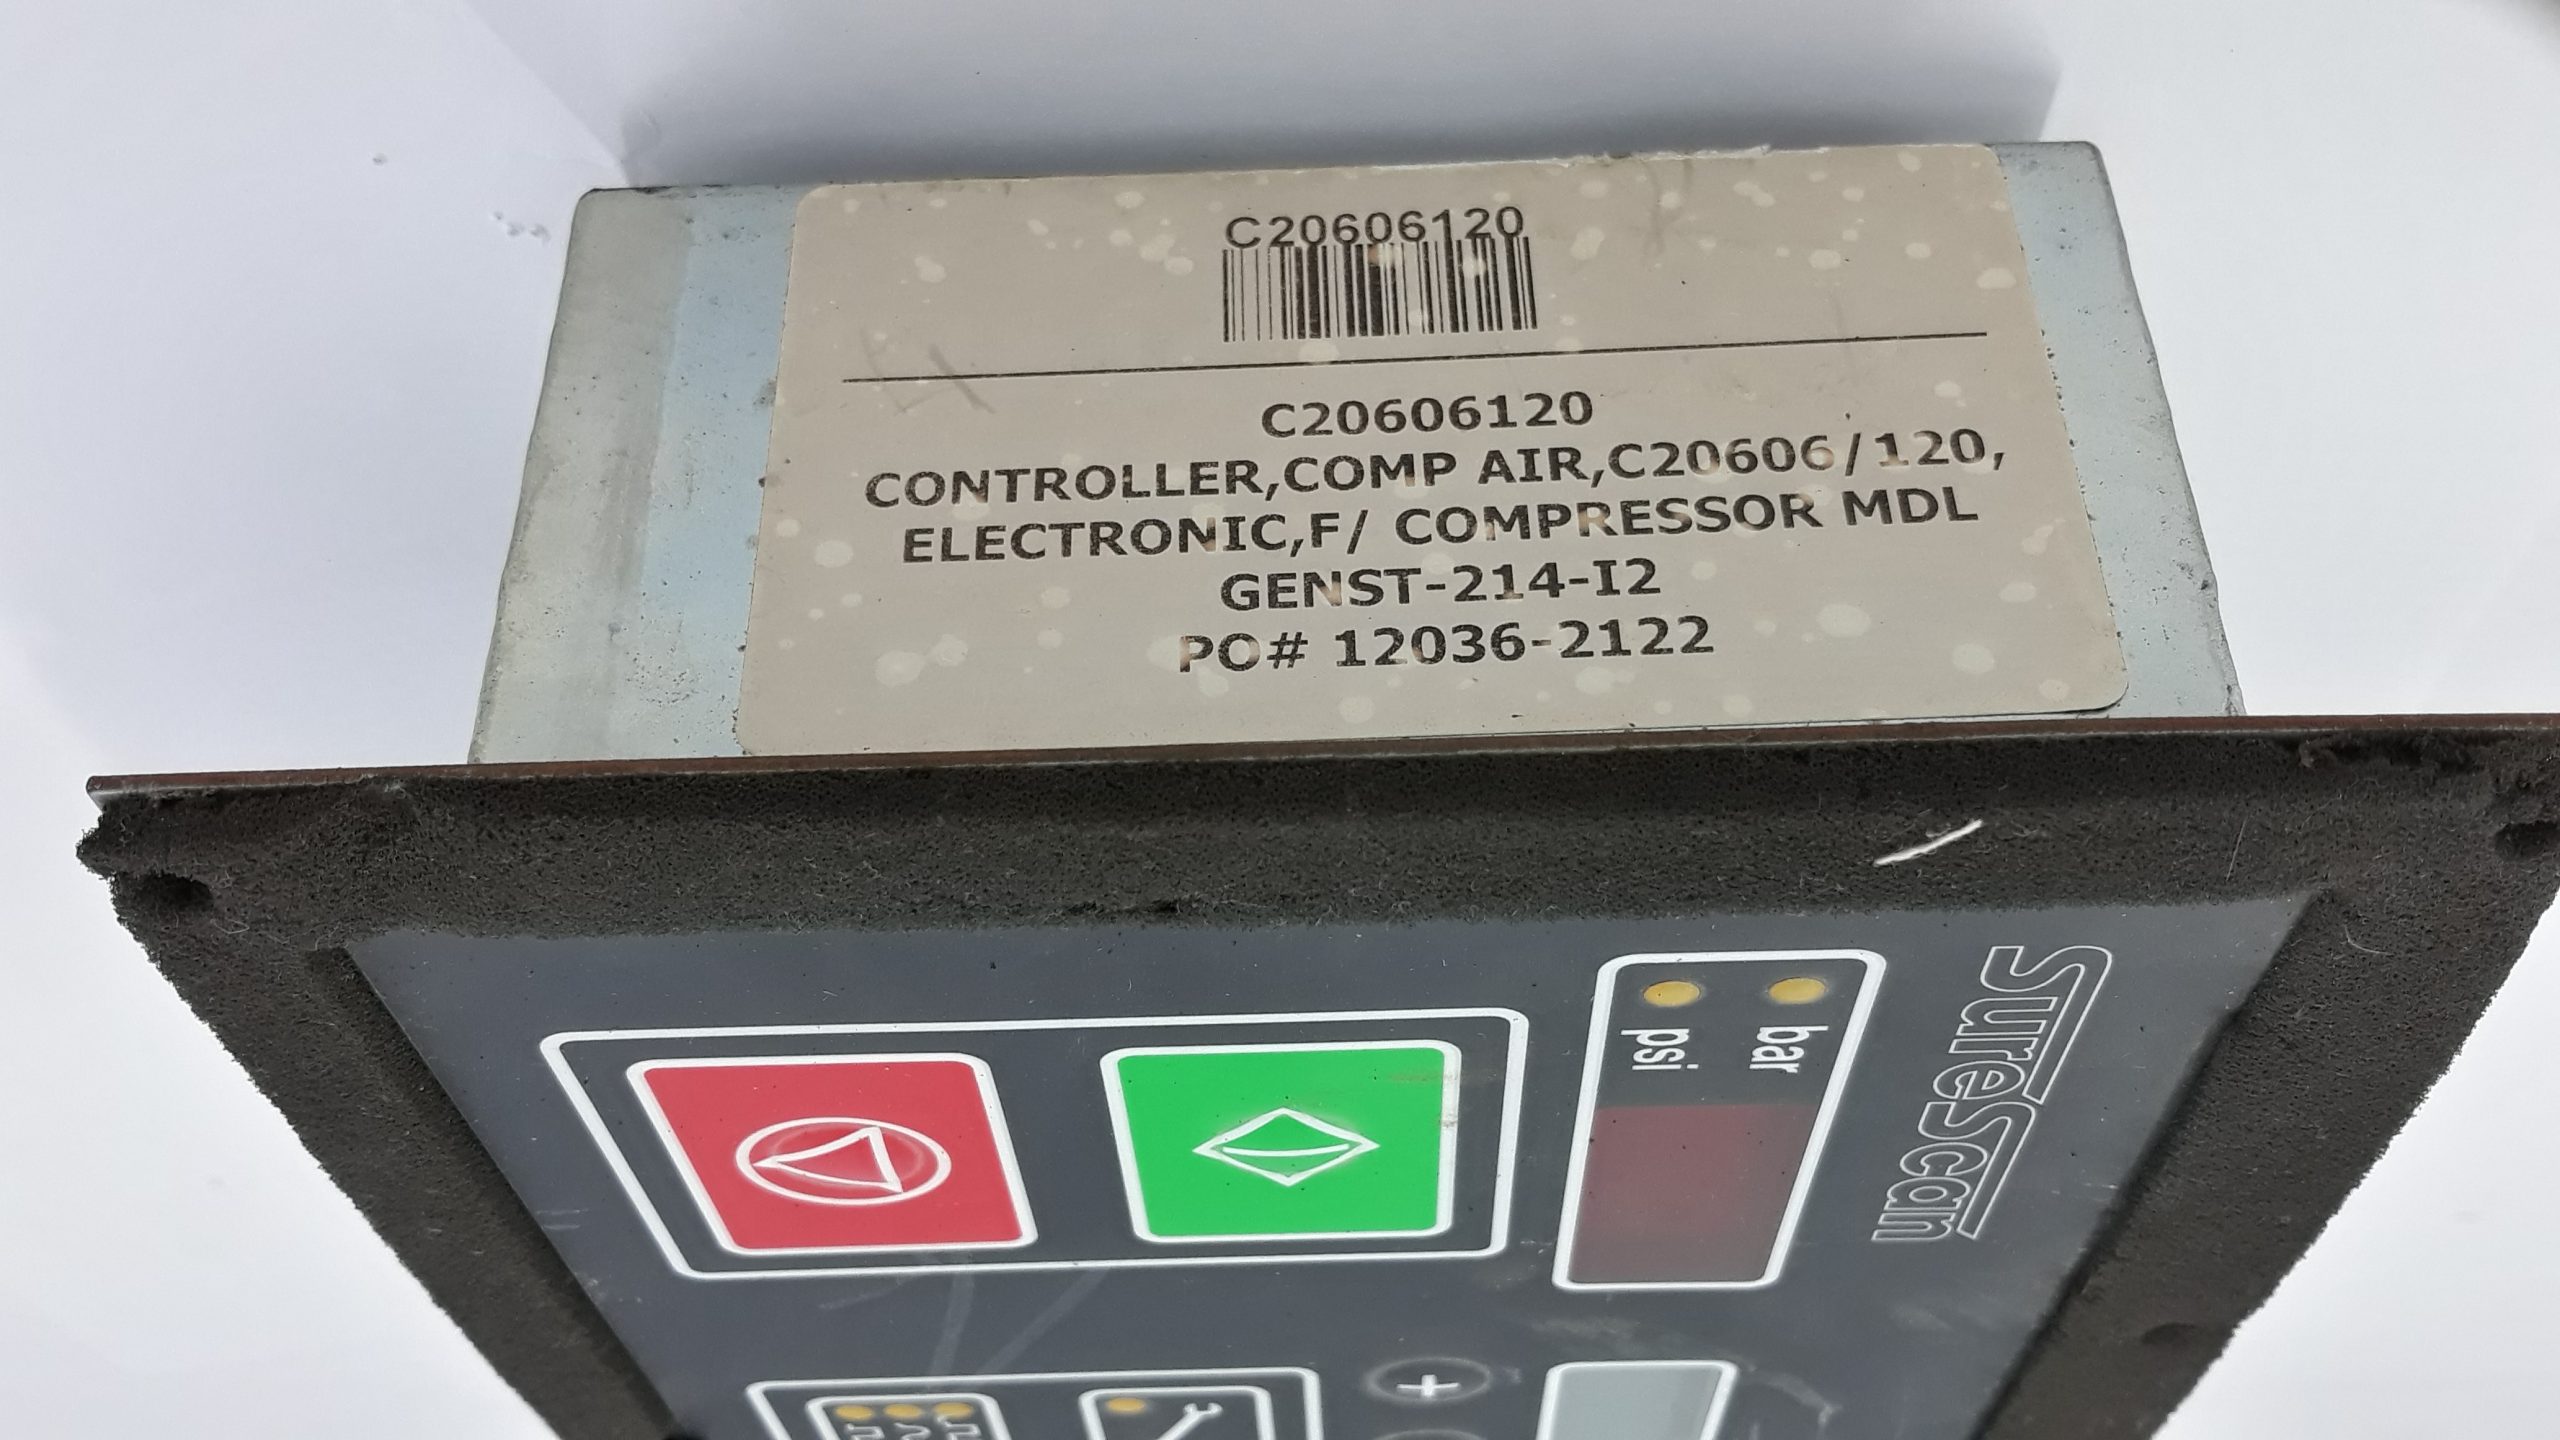 C20606120
C20606120
CONTROLLER,COMP AIR,C20606/120,
ELECTRONIC,F/ COMPRESSOR MDL
GENST-214-I2
PO# 12036-2122
SureScan
bar
psi
+